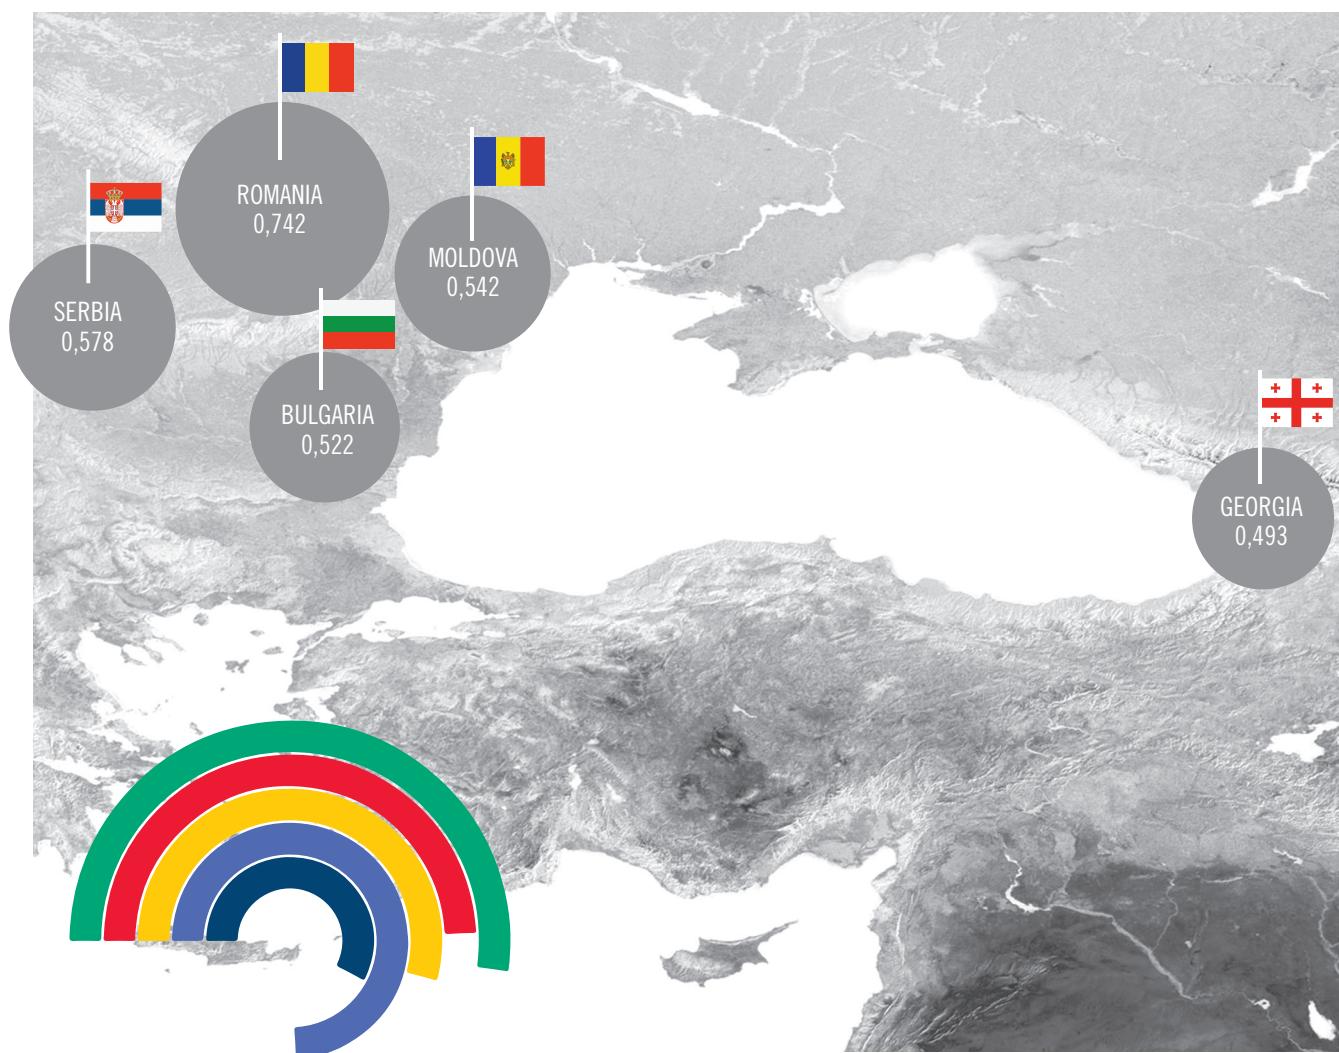 ROMANIA
0,742
MOLDOVA
0,542
SERBIA
0,578
BULGARIA
0,522
GEORGIA
0,493